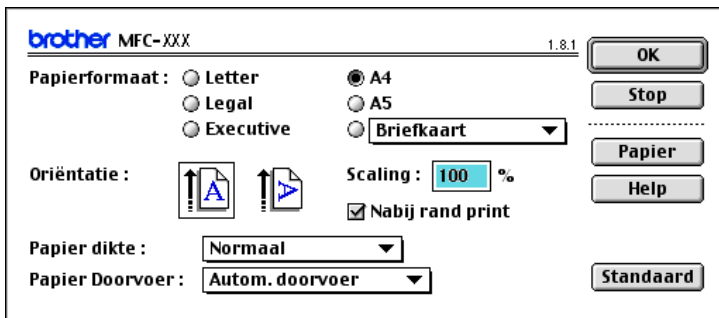 brother MFC-XXX 1.8.1
OK
Papierformaat : Letter A4
Stop
Legal A5
Executive Briefkaart
Papier
Oriëntatie : A A Scaling : 100 %
Help
Nabij rand print
Papier dikte : Normaal
Papier Doorvoer : Autom. doorvoer
Standaard